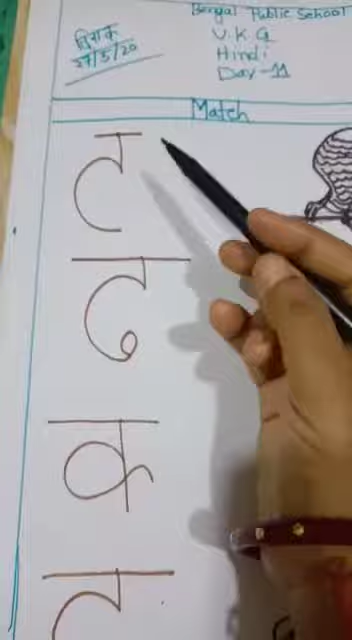 Bengal Public School
दिनांक
U.K.G
27/5/20
Hindi
Day-11
Match
ट
ढ
क